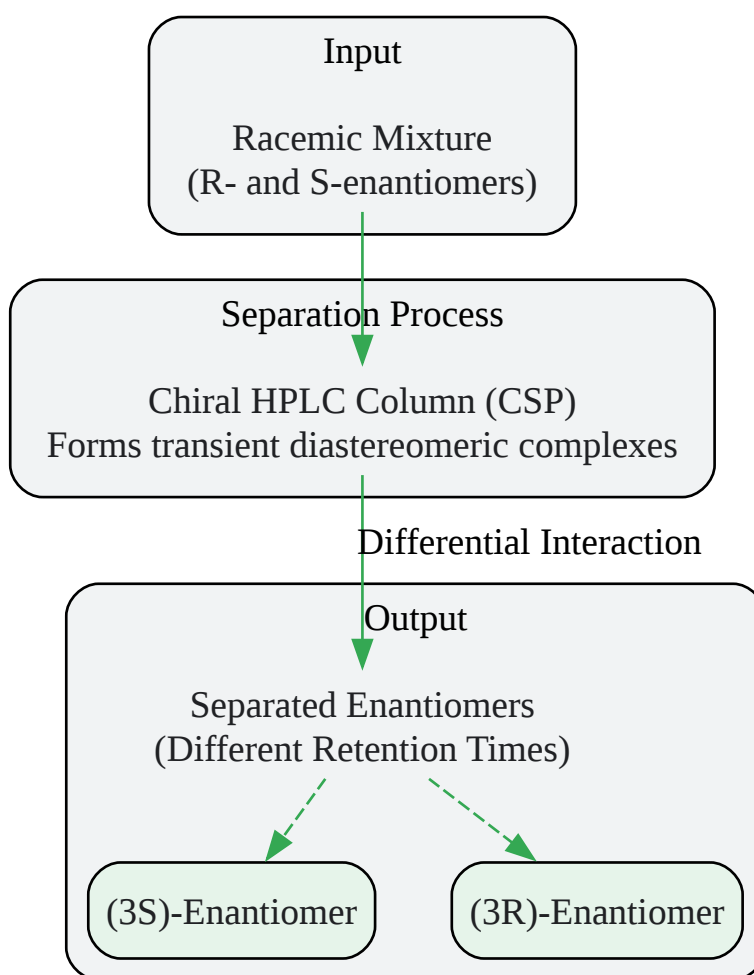 Input
Racemic Mixture
(R- and S-enantiomers)
Separation Process
Chiral HPLC Column (CSP)
Forms transient diastereomeric complexes
Differential Interaction
Output
Separated Enantiomers
(Different Retention Times)
(3S)-Enantiomer
(3R)-Enantiomer